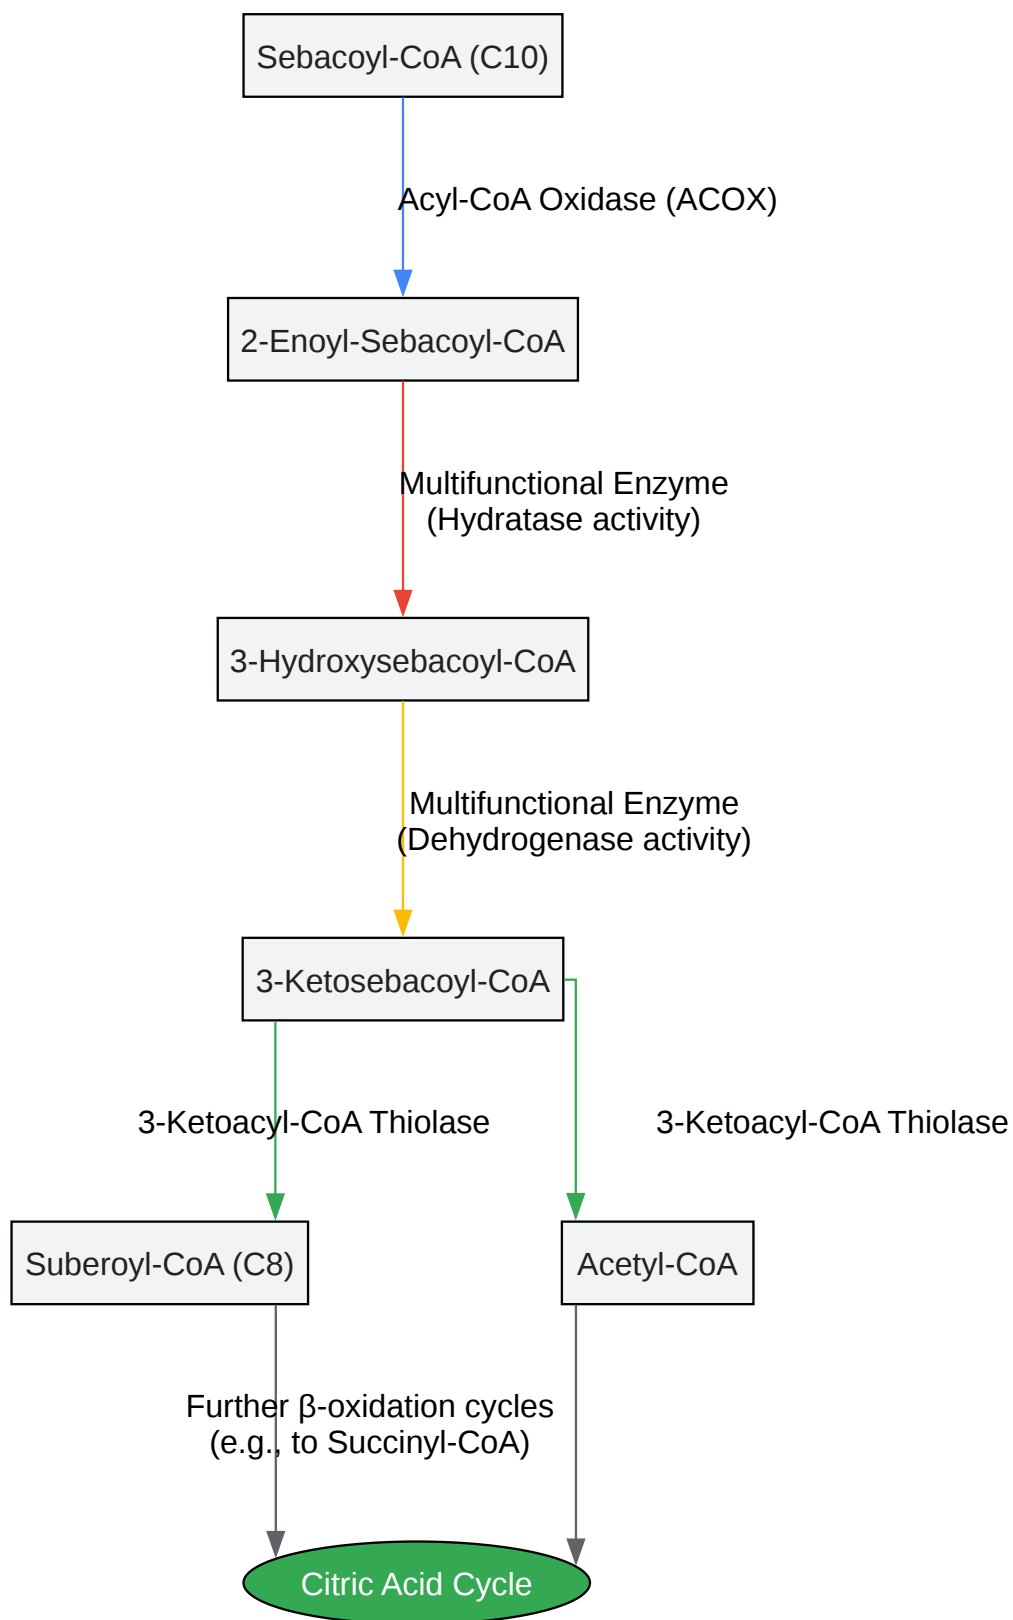 Sebacoyl-CoA (C10)
Acyl-CoA Oxidase (ACOX)
2-Enoyl-Sebacoyl-CoA
Multifunctional Enzyme
(Hydratase activity)
3-Hydroxysebacoyl-CoA
Multifunctional Enzyme
(Dehydrogenase activity)
3-Ketosebacoyl-CoA
3-Ketoacyl-CoA Thiolase
3-Ketoacyl-CoA Thiolase
Suberoyl-CoA (C8)
Acetyl-CoA
Further β-oxidation cycles
(e.g., to Succinyl-CoA)
Citric Acid Cycle